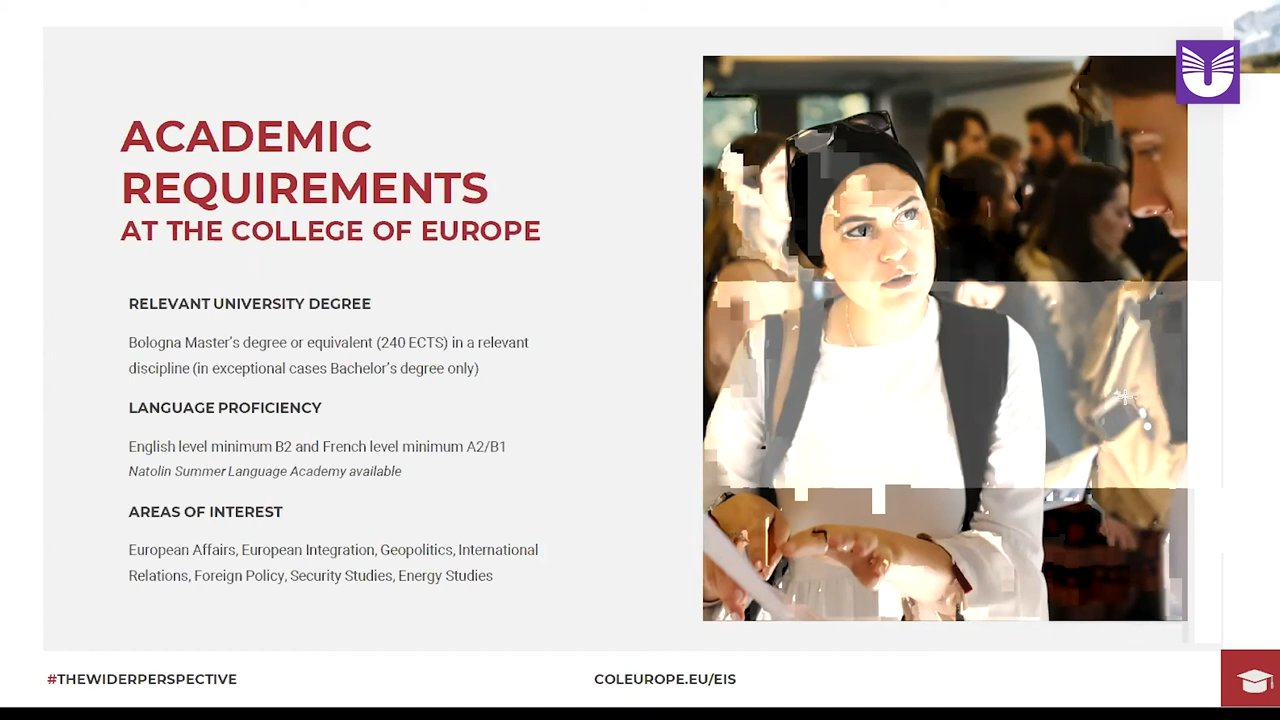 ACADEMIC
REQUIREMENTS
AT THE COLLEGE OF EUROPE
RELEVANT UNIVERSITY DEGREE
Bologna Master’s degree or equivalent (240 ECTS) in a relevant
discipline (in exceptional cases Bachelor’s degree only)
LANGUAGE PROFICIENCY
English level minimum B2 and French level minimum A2/B1
Natolin Summer Language Academy available
AREAS OF INTEREST
European Affairs, European Integration, Geopolitics, International
Relations, Foreign Policy, Security Studies, Energy Studies
#THEWIDERPERSPECTIVE
COLEUROPE.EU/EIS